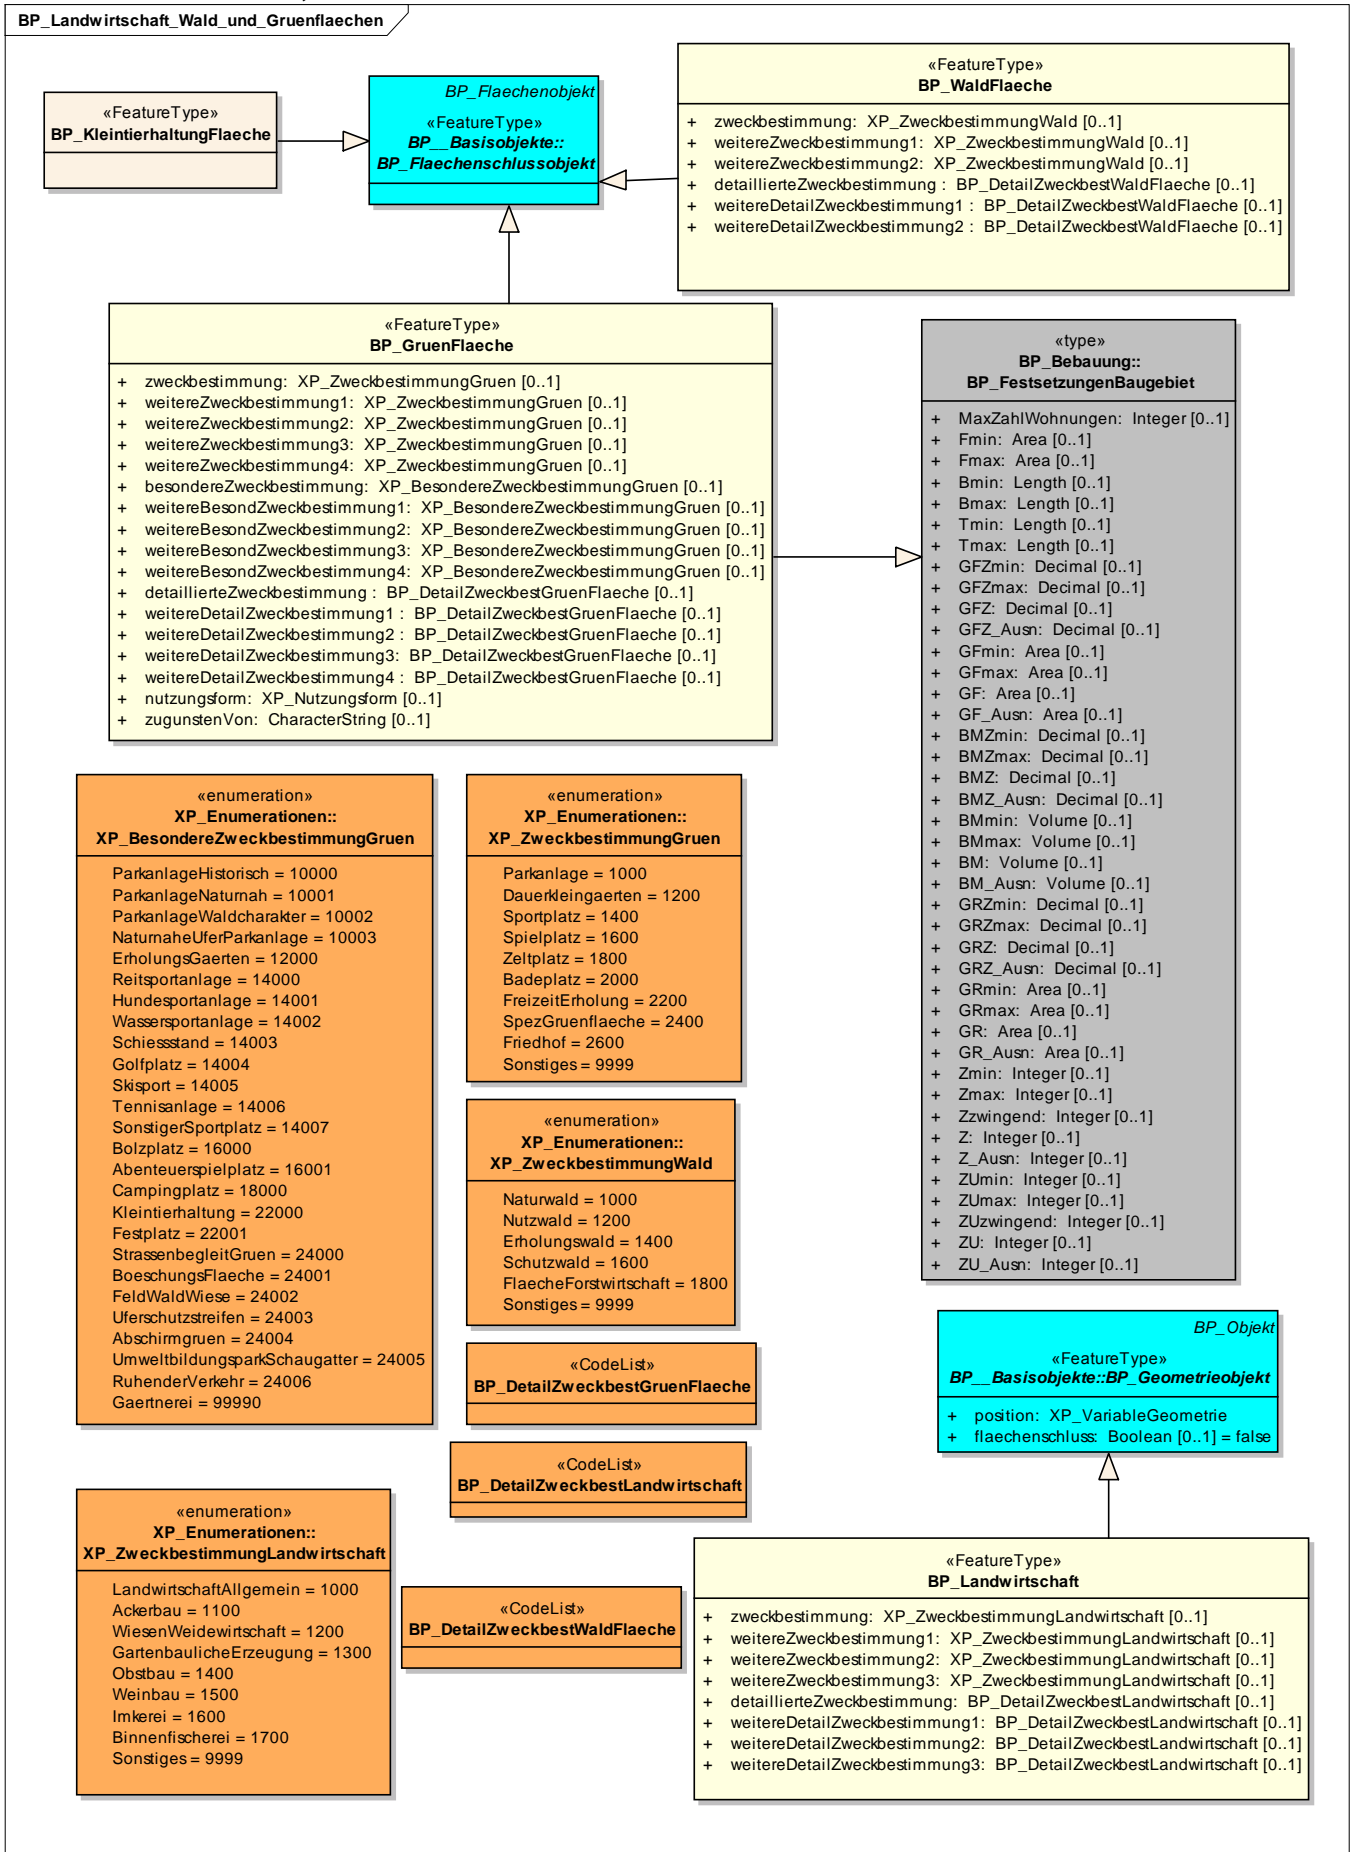 BP_Landwirtschaft_Wald_und_Gruenflaechen
«FeatureType»
BP_KleintierhaltungFlaeche
BP_Flaechenobjekt
«FeatureType»
BP__Basisobjekte::
BP_Flaechenschlussobjekt
«FeatureType»
BP_WaldFlaeche
+ zweckbestimmung: XP_ZweckbestimmungWald [0..1]
+ weitereZweckbestimmung1: XP_ZweckbestimmungWald [0..1]
+ weitereZweckbestimmung2: XP_ZweckbestimmungWald [0..1]
+ detaillierteZweckbestimmung : BP_DetailZweckbestWaldFlaeche [0..1]
+ weitereDetailZweckbestimmung1 : BP_DetailZweckbestWaldFlaeche [0..1]
+ weitereDetailZweckbestimmung2 : BP_DetailZweckbestWaldFlaeche [0..1]
«FeatureType»
BP_GruenFlaeche
+ zweckbestimmung: XP_ZweckbestimmungGruen [0..1]
+ weitereZweckbestimmung1: XP_ZweckbestimmungGruen [0..1]
+ weitereZweckbestimmung2: XP_ZweckbestimmungGruen [0..1]
+ weitereZweckbestimmung3: XP_ZweckbestimmungGruen [0..1]
+ weitereZweckbestimmung4: XP_ZweckbestimmungGruen [0..1]
+ besondereZweckbestimmung: XP_BesondereZweckbestimmungGruen [0..1]
+ weitereBesondZweckbestimmung1: XP_BesondereZweckbestimmungGruen [0..1]
+ weitereBesondZweckbestimmung2: XP_BesondereZweckbestimmungGruen [0..1]
+ weitereBesondZweckbestimmung3: XP_BesondereZweckbestimmungGruen [0..1]
+ weitereBesondZweckbestimmung4: XP_BesondereZweckbestimmungGruen [0..1]
+ detaillierteZweckbestimmung : BP_DetailZweckbestGruenFlaeche [0..1]
+ weitereDetailZweckbestimmung1 : BP_DetailZweckbestGruenFlaeche [0..1]
+ weitereDetailZweckbestimmung2 : BP_DetailZweckbestGruenFlaeche [0..1]
+ weitereDetailZweckbestimmung3: BP_DetailZweckbestGruenFlaeche [0..1]
+ weitereDetailZweckbestimmung4 : BP_DetailZweckbestGruenFlaeche [0..1]
+ nutzungsform: XP_Nutzungsform [0..1]
+ zugunstenVon: CharacterString [0..1]
«type»
BP_Bebauung::
BP_FestsetzungenBaugebiet
+ MaxZahlWohnungen: Integer [0..1]
+ Fmin: Area [0..1]
+ Fmax: Area [0..1]
+ Bmin: Length [0..1]
+ Bmax: Length [0..1]
+ Tmin: Length [0..1]
+ Tmax: Length [0..1]
+ GFZmin: Decimal [0..1]
+ GFZmax: Decimal [0..1]
+ GFZ: Decimal [0..1]
+ GFZ_Ausn: Decimal [0..1]
+ GFmin: Area [0..1]
+ GFmax: Area [0..1]
+ GF: Area [0..1]
+ GF_Ausn: Area [0..1]
+ BMZmin: Decimal [0..1]
+ BMZmax: Decimal [0..1]
+ BMZ: Decimal [0..1]
+ BMZ_Ausn: Decimal [0..1]
+ BMmin: Volume [0..1]
+ BMmax: Volume [0..1]
+ BM: Volume [0..1]
+ BM_Ausn: Volume [0..1]
+ GRZmin: Decimal [0..1]
+ GRZmax: Decimal [0..1]
+ GRZ: Decimal [0..1]
+ GRZ_Ausn: Decimal [0..1]
+ GRmin: Area [0..1]
+ GRmax: Area [0..1]
+ GR: Area [0..1]
+ GR_Ausn: Area [0..1]
+ Zmin: Integer [0..1]
+ Zmax: Integer [0..1]
+ Zzwingend: Integer [0..1]
+ Z: Integer [0..1]
+ Z_Ausn: Integer [0..1]
+ ZUmin: Integer [0..1]
+ ZUmax: Integer [0..1]
+ ZUzwingend: Integer [0..1]
+ ZU: Integer [0..1]
+ ZU_Ausn: Integer [0..1]
«enumeration»
XP_Enumerationen::
XP_BesondereZweckbestimmungGruen
ParkanlageHistorisch = 10000
ParkanlageNaturnah = 10001
ParkanlageWaldcharakter = 10002
NaturnaheUferParkanlage = 10003
ErholungsGaerten = 12000
Reitsportanlage = 14000
Hundesportanlage = 14001
Wassersportanlage = 14002
Schiessstand = 14003
Golfplatz = 14004
Skisport = 14005
Tennisanlage = 14006
SonstigerSportplatz = 14007
Bolzplatz = 16000
Abenteuerspielplatz = 16001
Campingplatz = 18000
Kleintierhaltung = 22000
Festplatz = 22001
StrassenbegleitGruen = 24000
BoeschungsFlaeche = 24001
FeldWaldWiese = 24002
Uferschutzstreifen = 24003
Abschirmgruen = 24004
UmweltbildungsparkSchaugatter = 24005
RuhenderVerkehr = 24006
Gaertnerei = 99990
«enumeration»
XP_Enumerationen::
XP_ZweckbestimmungGruen
Parkanlage = 1000
Dauerkleingaerten = 1200
Sportplatz = 1400
Spielplatz = 1600
Zeltplatz = 1800
Badeplatz = 2000
FreizeitErholung = 2200
SpezGruenflaeche = 2400
Friedhof = 2600
Sonstiges = 9999
«enumeration»
XP_Enumerationen::
XP_ZweckbestimmungWald
Naturwald = 1000
Nutzwald = 1200
Erholungswald = 1400
Schutzwald = 1600
FlaecheForstwirtschaft = 1800
Sonstiges = 9999
«CodeList»
BP_DetailZweckbestGruenFlaeche
«CodeList»
BP_DetailZweckbestLandwirtschaft
BP_Objekt
«FeatureType»
BP__Basisobjekte::BP_Geometrieobjekt
+ position: XP_VariableGeometrie
+ flaechenschluss: Boolean [0..1] = false
«enumeration»
XP_Enumerationen::
XP_ZweckbestimmungLandwirtschaft
LandwirtschaftAllgemein = 1000
Ackerbau = 1100
WiesenWeidewirtschaft = 1200
GartenbaulicheErzeugung = 1300
Obstbau = 1400
Weinbau = 1500
Imkerei = 1600
Binnenfischerei = 1700
Sonstiges = 9999
«CodeList»
BP_DetailZweckbestWaldFlaeche
«FeatureType»
BP_Landwirtschaft
+ zweckbestimmung: XP_ZweckbestimmungLandwirtschaft [0..1]
+ weitereZweckbestimmung1: XP_ZweckbestimmungLandwirtschaft [0..1]
+ weitereZweckbestimmung2: XP_ZweckbestimmungLandwirtschaft [0..1]
+ weitereZweckbestimmung3: XP_ZweckbestimmungLandwirtschaft [0..1]
+ detaillierteZweckbestimmung: BP_DetailZweckbestLandwirtschaft [0..1]
+ weitereDetailZweckbestimmung1: BP_DetailZweckbestLandwirtschaft [0..1]
+ weitereDetailZweckbestimmung2: BP_DetailZweckbestLandwirtschaft [0..1]
+ weitereDetailZweckbestimmung3: BP_DetailZweckbestLandwirtschaft [0..1]